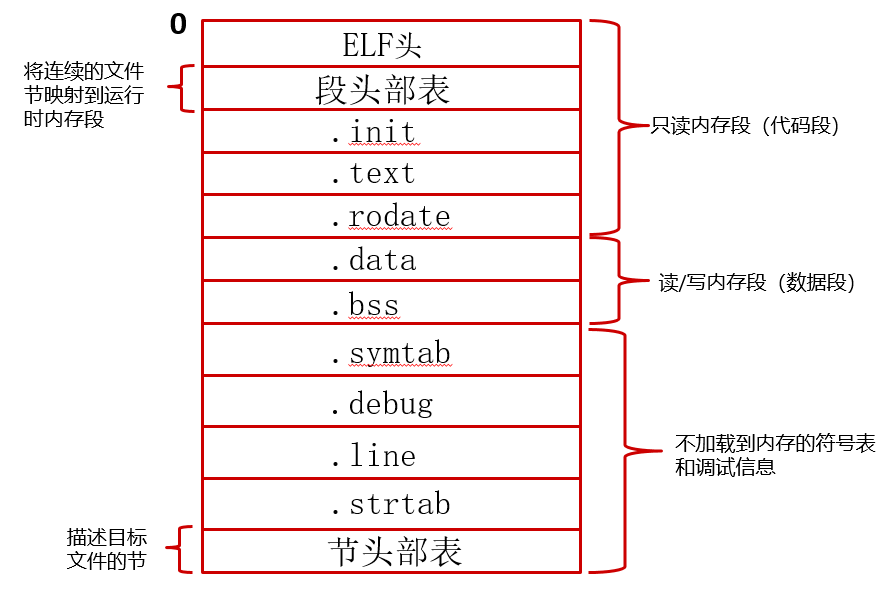 0
ELF头
将连续的文件
节映射到运行
时内存段
段头部表
.init
只读内存段（代码段）
.text
.rodate
.data
读/写内存段（数据段）
.bss
.symtab
.debug
不加载到内存的符号表
和调试信息
.line
.strtab
描述目标
文件的节
节头部表